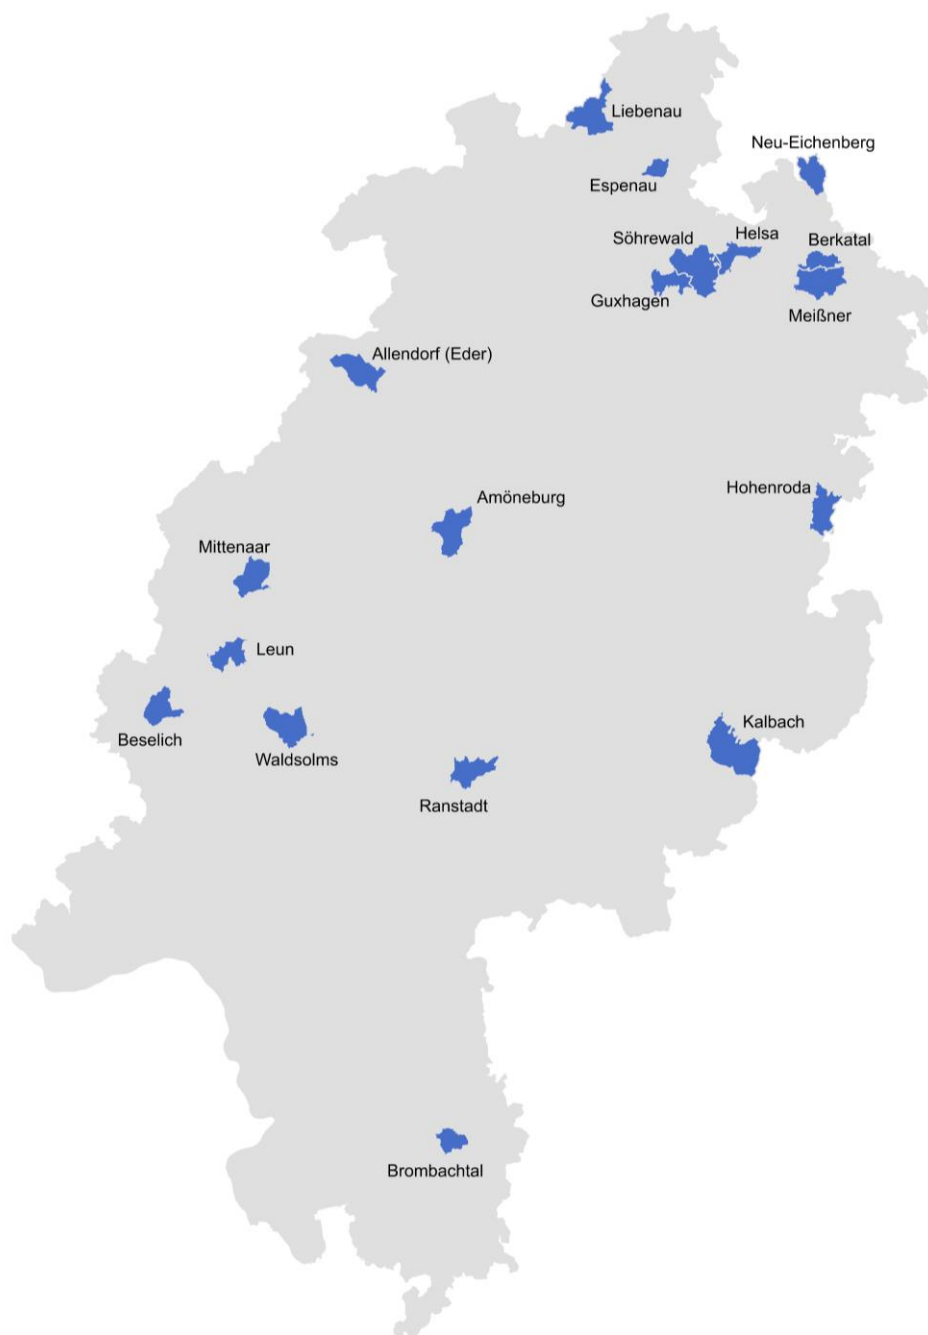 Liebenau
Neu-Eichenberg
Espenau
Söhrewald
Helsa
Berkatal
Guxhagen
Meißner
Allendorf (Eder)
Hohenroda
Amöneburg
Mittenaar
Leun
Kalbach
Beselich
Waldsolms
Ranstadt
Brombachtal